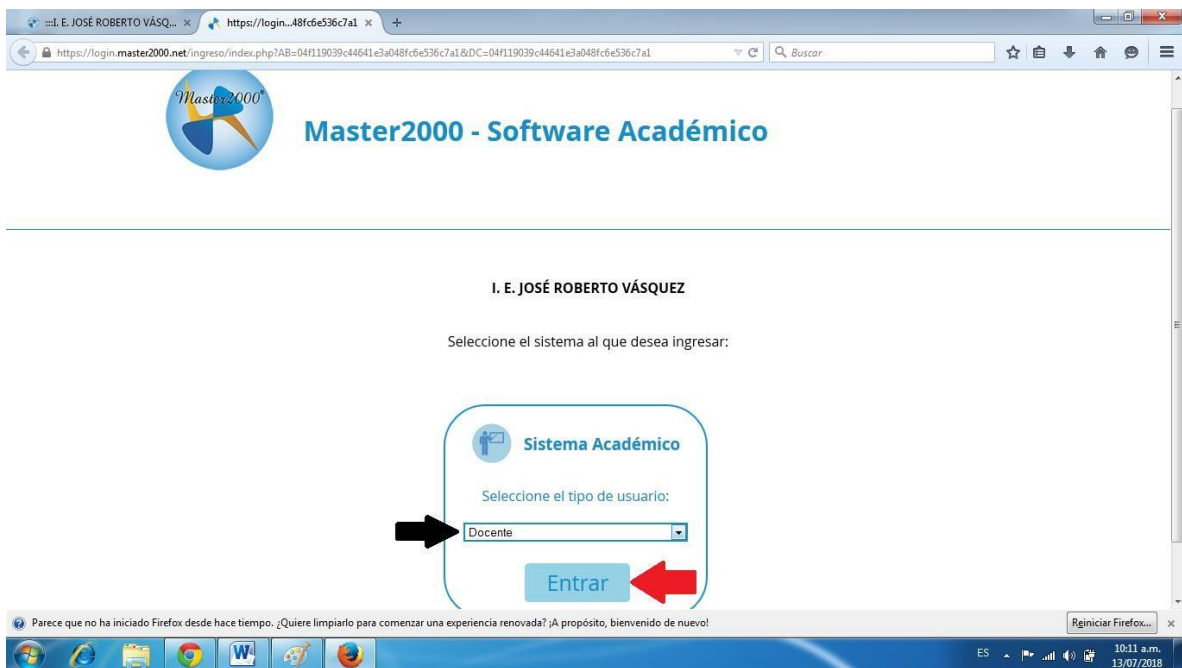 :::I. E. JOSÉ ROBERTO VÁSQ... ×
https://login...48fc6e536c7a1 × +
https://login.master2000.net/ingreso/index.php?AB=04f119039c44641e3a048fc6e536c7a1&DC=04f119039c44641e3a048fc6e536c7a1
Buscar
Master2000®
Master2000 - Software Académico
I. E. JOSÉ ROBERTO VÁSQUEZ
Seleccione el sistema al que desea ingresar:
Sistema Académico
Seleccione el tipo de usuario:
Docente
Entrar
Parece que no ha iniciado Firefox desde hace tiempo. ¿Quiere limpiarlo para comenzar una experiencia renovada? ¡A propósito, bienvenido de nuevo!
Reiniciar Firefox... ×
ES
10:11 a.m.
13/07/2018